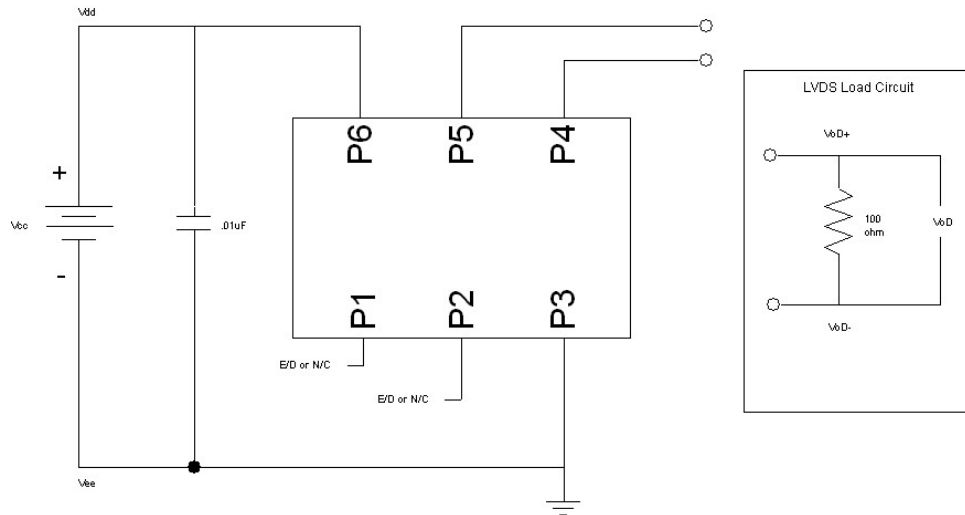 Vdd
LVDS Load Circuit
P6
P5
P4
VoD+
+
Vcc
.01uF
100
ohm
VoD
-
P1
P2
P3
VoD-
E/D or N/C
E/D or N/C
Vee